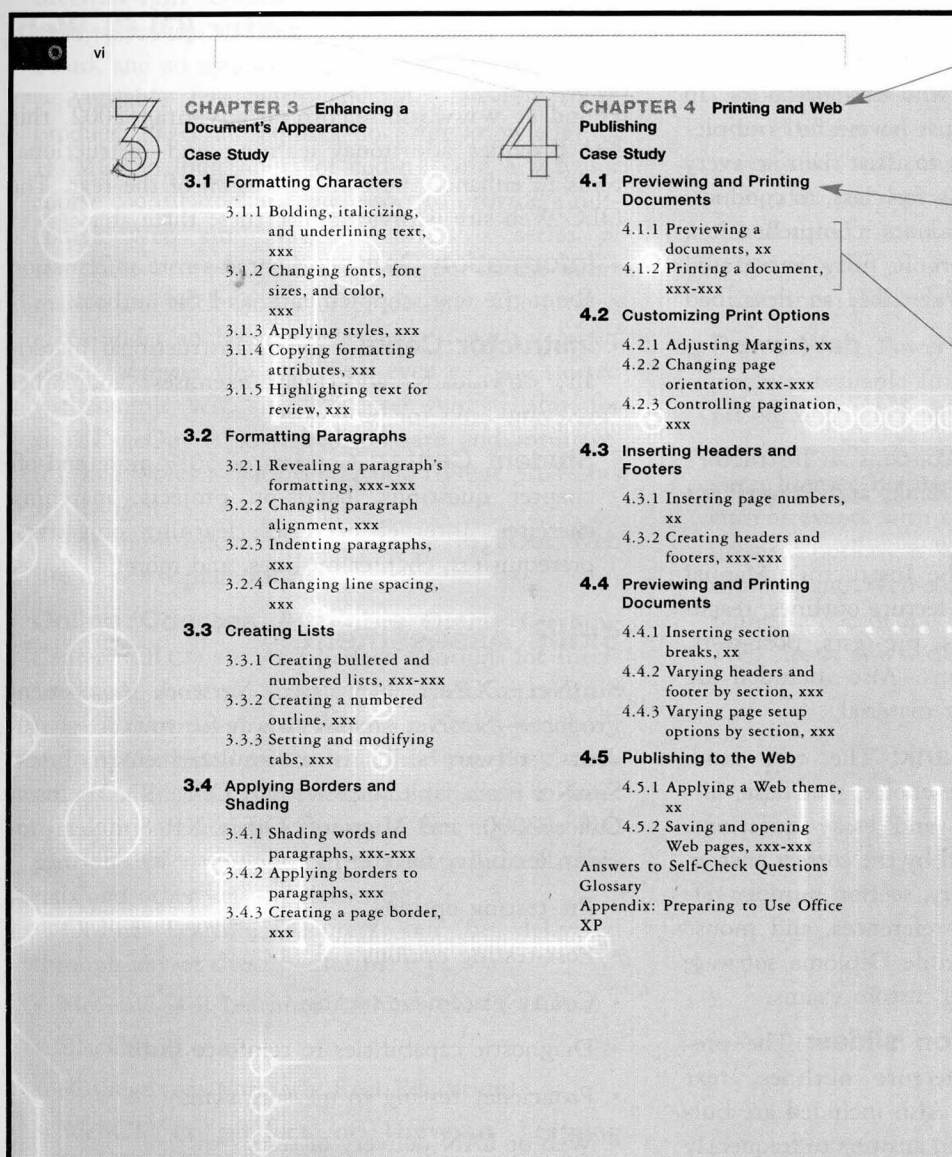 vi
3
CHAPTER 3 Enhancing a
Document's Appearance
Case Study
3.1 Formatting Characters
3.1.1 Bolding, italicizing,
and underlining text,
xxx
3.1.2 Changing fonts, font
sizes, and color,
xxx
3.1.3 Applying styles, xxx
3.1.4 Copying formatting
attributes, xxx
3.1.5 Highlighting text for
review, xxx
3.2 Formatting Paragraphs
3.2.1 Revealing a paragraph's
formatting, xxx-xxx
3.2.2 Changing paragraph
alignment, xxx
3.2.3 Indenting paragraphs,
xxx
3.2.4 Changing line spacing,
xxx
3.3 Creating Lists
3.3.1 Creating bulleted and
numbered lists, xxx-xxx
3.3.2 Creating a numbered
outline, xxx
3.3.3 Setting and modifying
tabs, xxx
3.4 Applying Borders and
Shading
3.4.1 Shading words and
paragraphs, xxx-xxx
3.4.2 Applying borders to
paragraphs, xxx
3.4.3 Creating a page border,
xxx
4
CHAPTER 4 Printing and Web
Publishing
Case Study
4.1 Previewing and Printing
Documents
4.1.1 Previewing a
documents, xx
4.1.2 Printing a document,
xxx-xxx
4.2 Customizing Print Options
4.2.1 Adjusting Margins, xx
4.2.2 Changing page
orientation, xxx-xxx
4.2.3 Controlling pagination,
xxx
4.3 Inserting Headers and
Footers
4.3.1 Inserting page numbers,
xx
4.3.2 Creating headers and
footers, xxx-xxx
4.4 Previewing and Printing
Documents
4.4.1 Inserting section
breaks, xx
4.4.2 Varying headers and
footer by section, xxx
4.4.3 Varying page setup
options by section, xxx
4.5 Publishing to the Web
4.5.1 Applying a Web theme,
xx
4.5.2 Saving and opening
Web pages, xxx-xxx
Answers to Self-Check Questions
Glossary
Appendix: Preparing to Use Office
XP